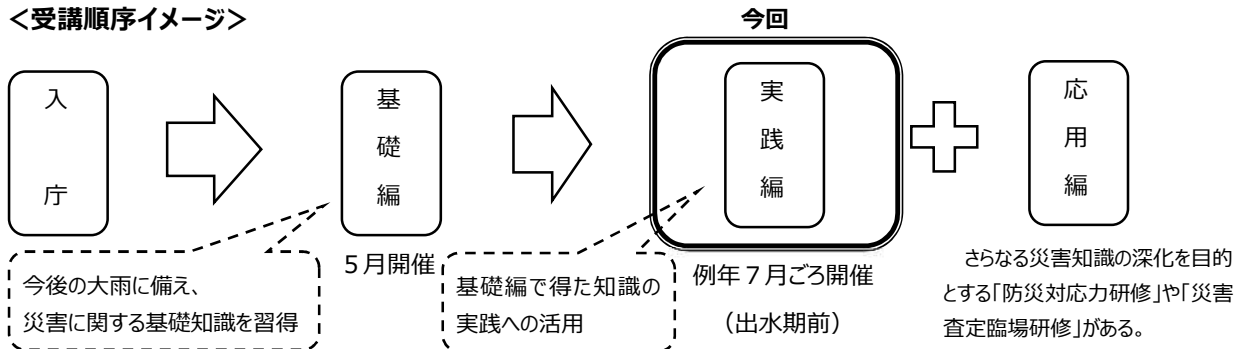 ＜受講順序イメージ＞
今回
入庁
基礎編
実践編
応用編
５月開催
例年７月ごろ開催
（出水期前）
今後の大雨に備え、
災害に関する基礎知識を習得
基礎編で得た知識の
実践への活用
さらなる災害知識の深化を目的
とする「防災対応力研修」や「災害
査定臨場研修」がある。